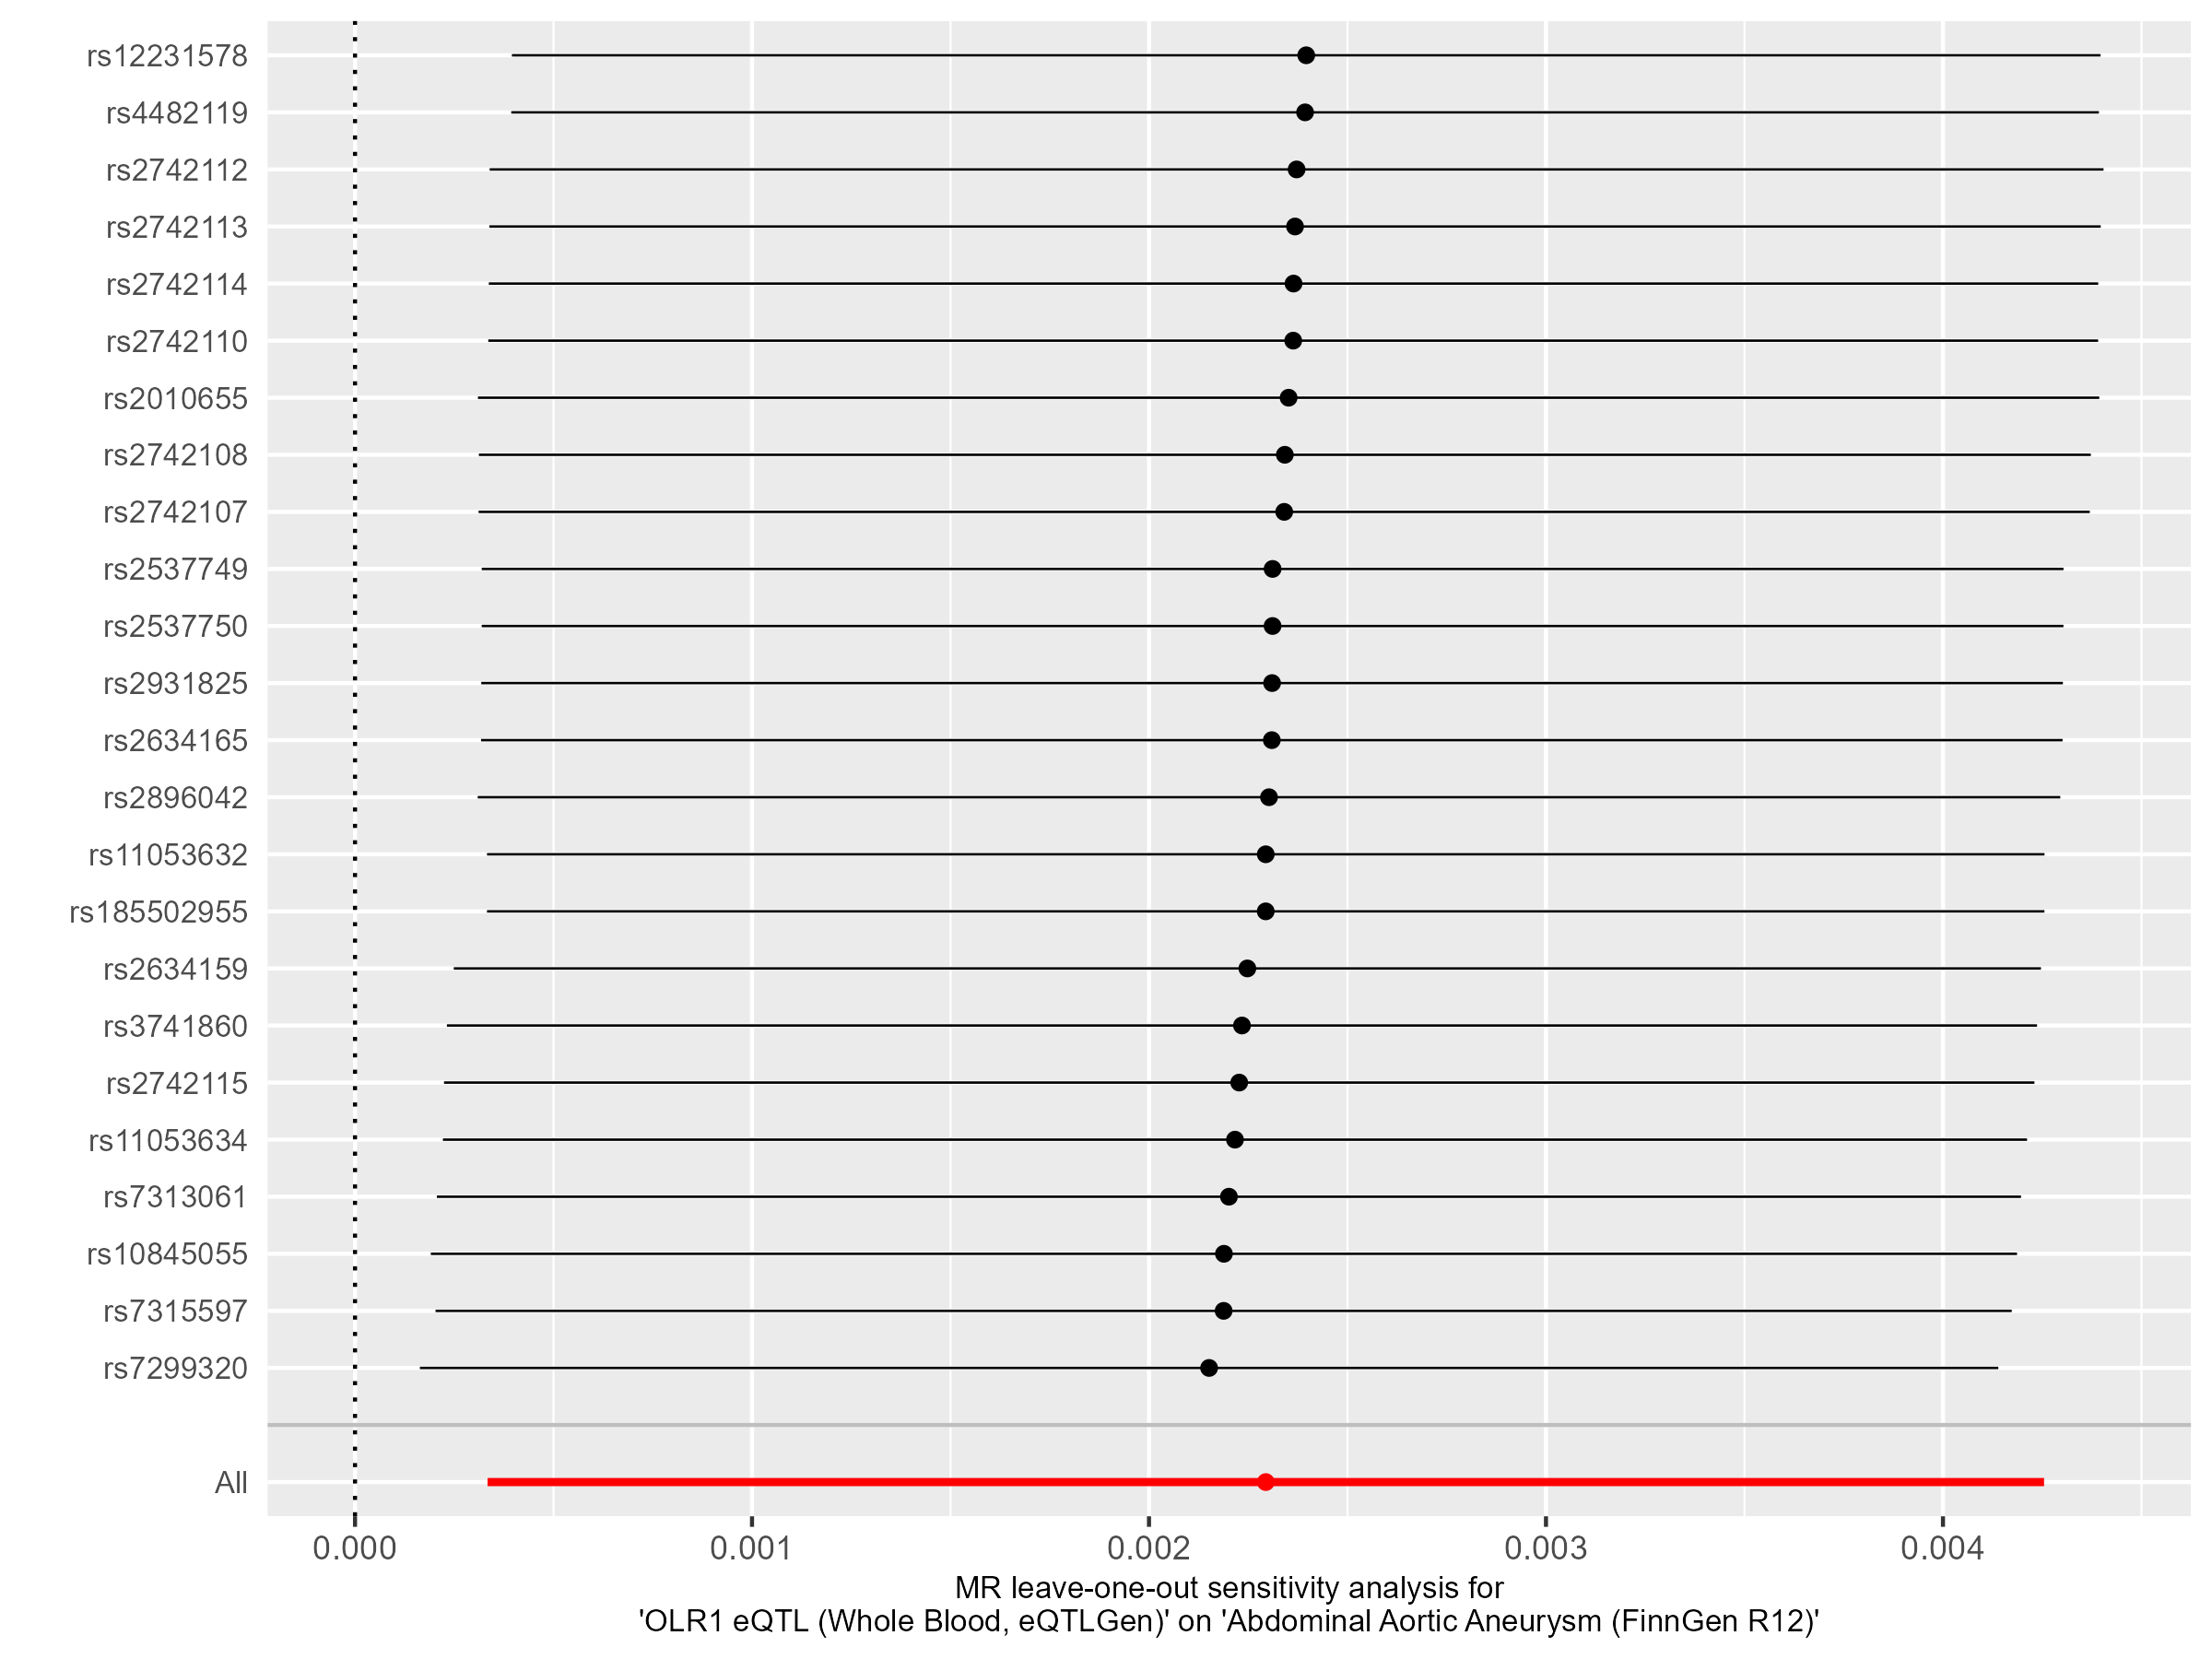 rs12231578
rs4482119
rs2742112
rs2742113
rs2742114
rs2742110
rs2010655
rs2742108
rs2742107
rs2537749
rs2537750
rs2931825
rs2634165
rs2896042
rs11053632
rs185502955
rs2634159
rs3741860
rs2742115
rs11053634
rs7313061
rs10845055
rs7315597
rs7299320
All
0.000 0.001 0.002 0.003 0.004
MR leave-one-out sensitivity analysis for
'OLR1 eQTL (Whole Blood, eQTLGen)' on 'Abdominal Aortic Aneurysm (FinnGen R12)'